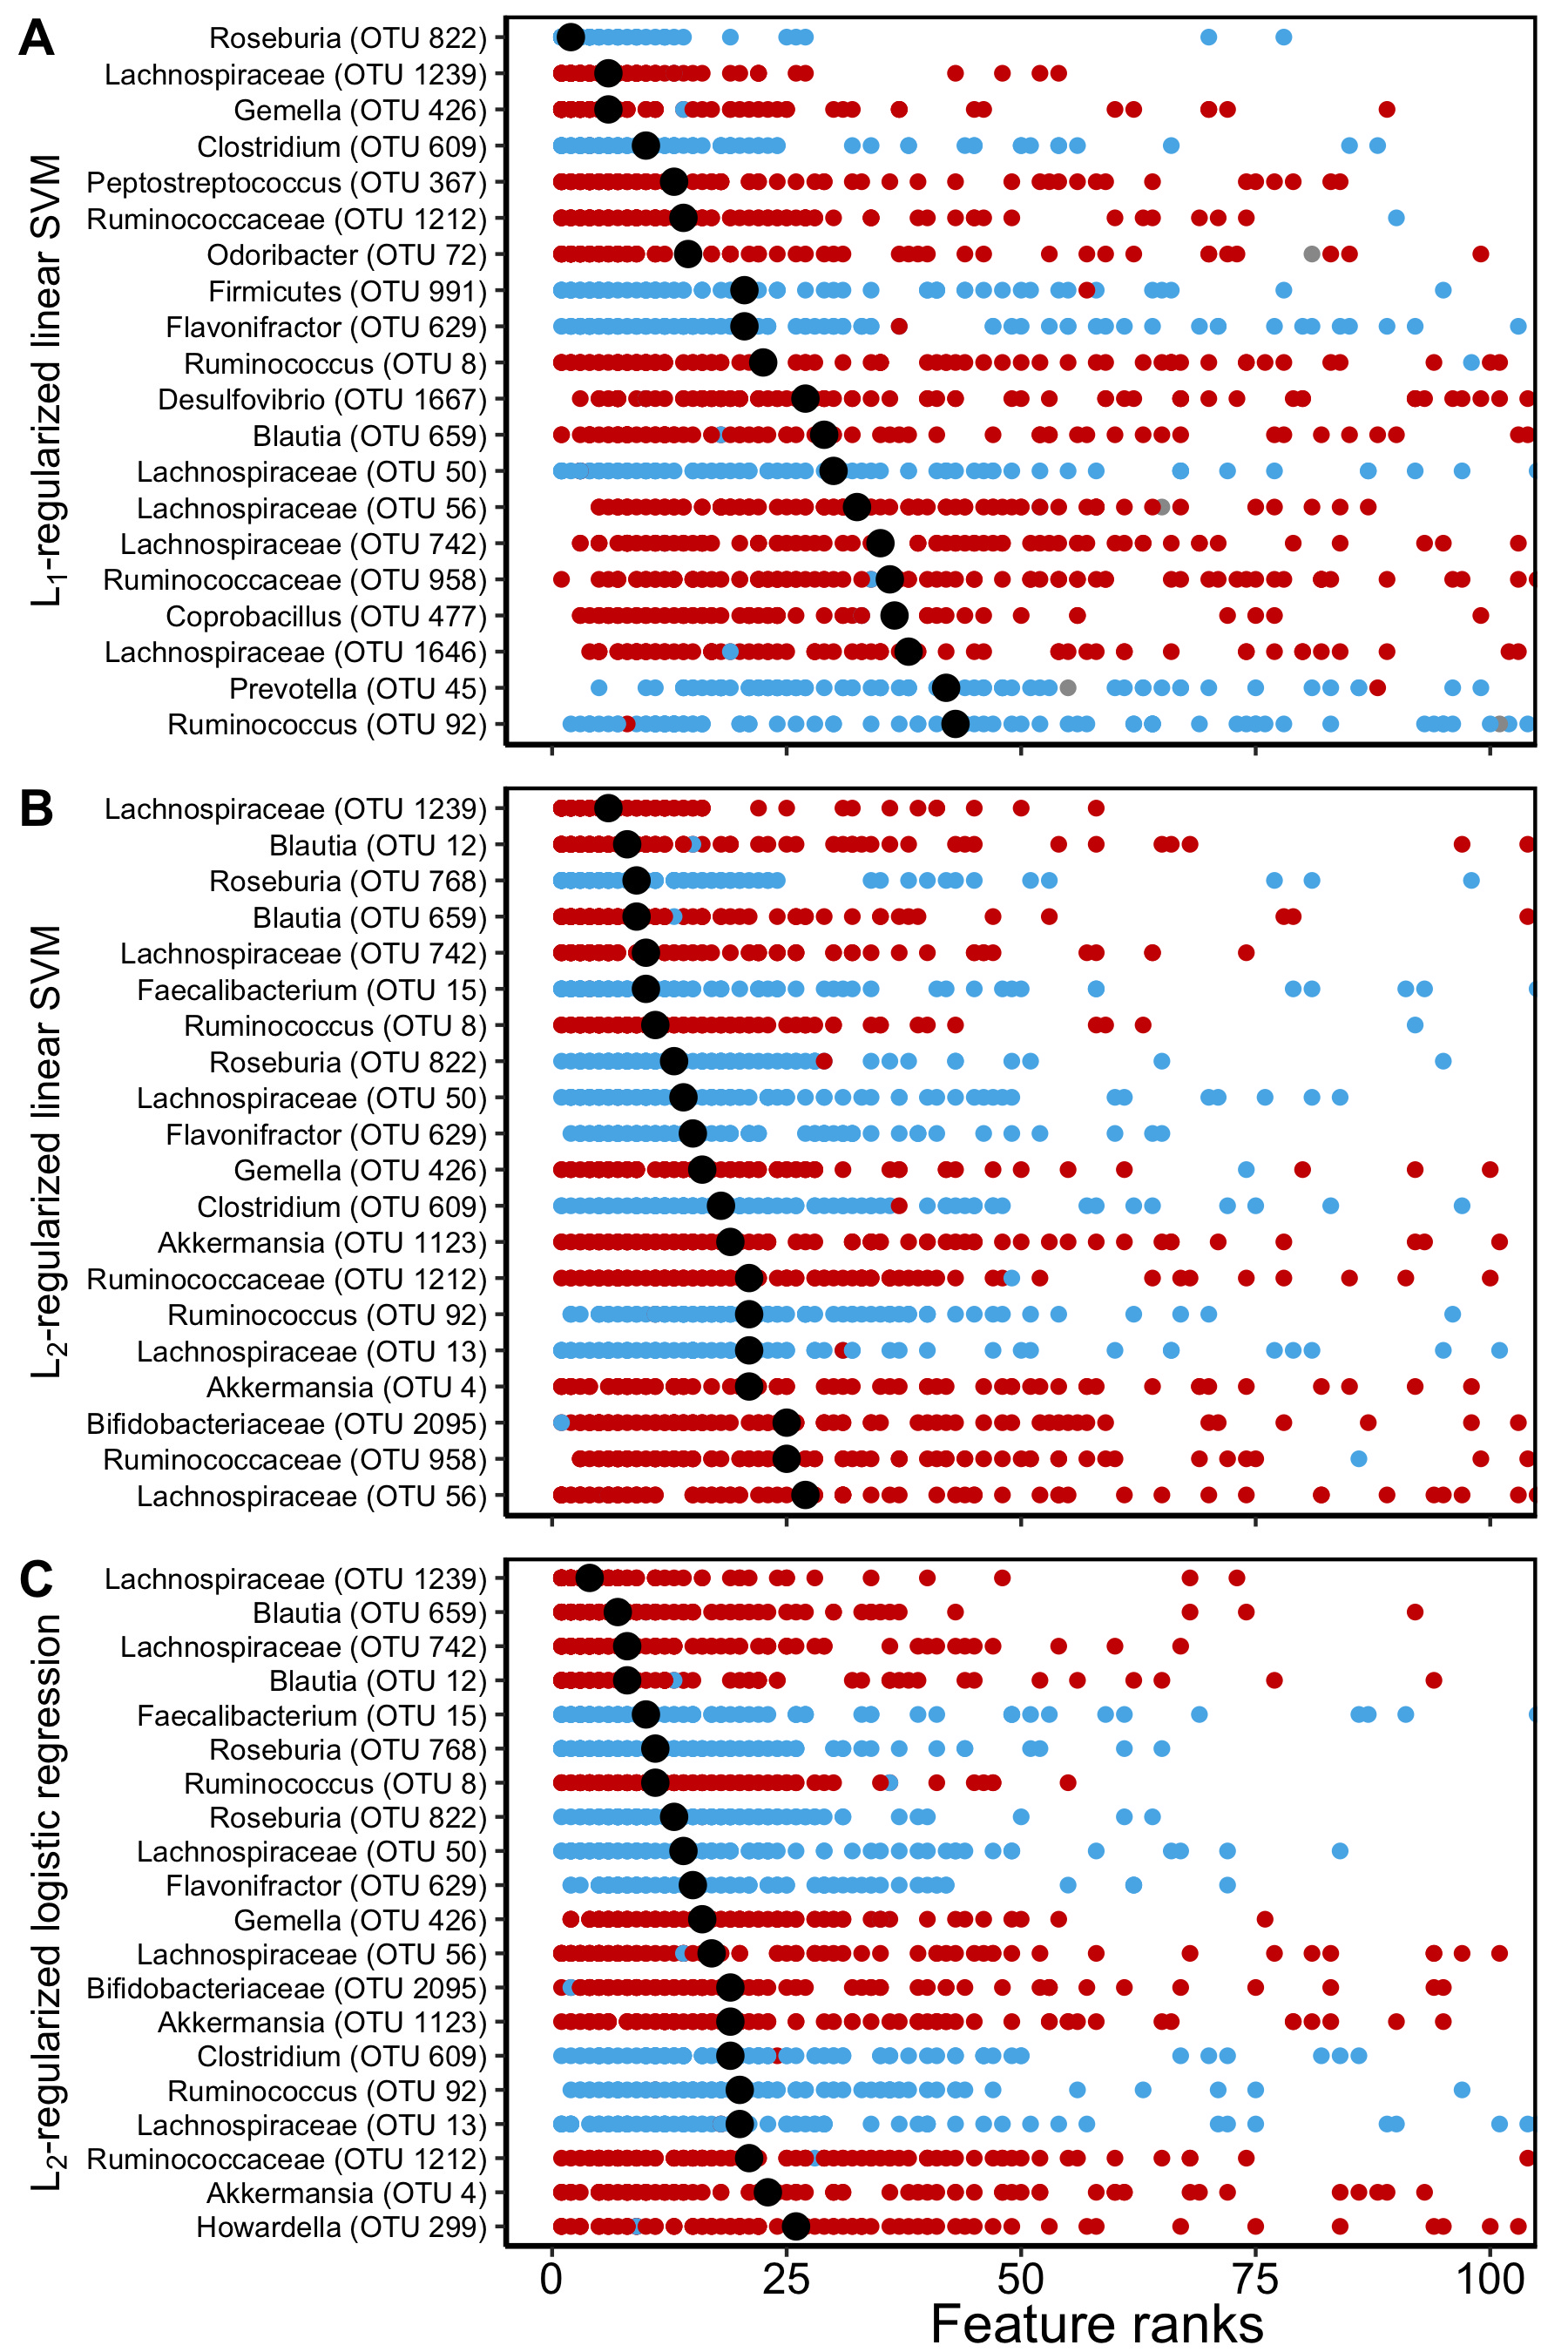 A
L1-regularized linear SVM
Roseburia (OTU 822)
Lachnospiraceae (OTU 1239)
Gemella (OTU 426)
Clostridium (OTU 609)
Peptostreptococcus (OTU 367)
Ruminococcaceae (OTU 1212)
Odoribacter (OTU 72)
Firmicutes (OTU 991)
Flavonifractor (OTU 629)
Ruminococcus (OTU 8)
Desulfovibrio (OTU 1667)
Blautia (OTU 659)
Lachnospiraceae (OTU 50)
Lachnospiraceae (OTU 56)
Lachnospiraceae (OTU 742)
Ruminococcaceae (OTU 958)
Coprobacillus (OTU 477)
Lachnospiraceae (OTU 1646)
Prevotella (OTU 45)
Ruminococcus (OTU 92)
B
L2-regularized linear SVM
Lachnospiraceae (OTU 1239)
Blautia (OTU 12)
Roseburia (OTU 768)
Blautia (OTU 659)
Lachnospiraceae (OTU 742)
Faecalibacterium (OTU 15)
Ruminococcus (OTU 8)
Roseburia (OTU 822)
Lachnospiraceae (OTU 50)
Flavonifractor (OTU 629)
Gemella (OTU 426)
Clostridium (OTU 609)
Akkermansia (OTU 1123)
Ruminococcaceae (OTU 1212)
Ruminococcus (OTU 92)
Lachnospiraceae (OTU 13)
Akkermansia (OTU 4)
Bifidobacteriaceae (OTU 2095)
Ruminococcaceae (OTU 958)
Lachnospiraceae (OTU 56)
C
L2-regularized logistic regression
Lachnospiraceae (OTU 1239)
Blautia (OTU 659)
Lachnospiraceae (OTU 742)
Blautia (OTU 12)
Faecalibacterium (OTU 15)
Roseburia (OTU 768)
Ruminococcus (OTU 8)
Roseburia (OTU 822)
Lachnospiraceae (OTU 50)
Flavonifractor (OTU 629)
Gemella (OTU 426)
Lachnospiraceae (OTU 56)
Bifidobacteriaceae (OTU 2095)
Akkermansia (OTU 1123)
Clostridium (OTU 609)
Ruminococcus (OTU 92)
Lachnospiraceae (OTU 13)
Ruminococcaceae (OTU 1212)
Akkermansia (OTU 4)
Howardella (OTU 299)
0 25 50 75 100
Feature ranks